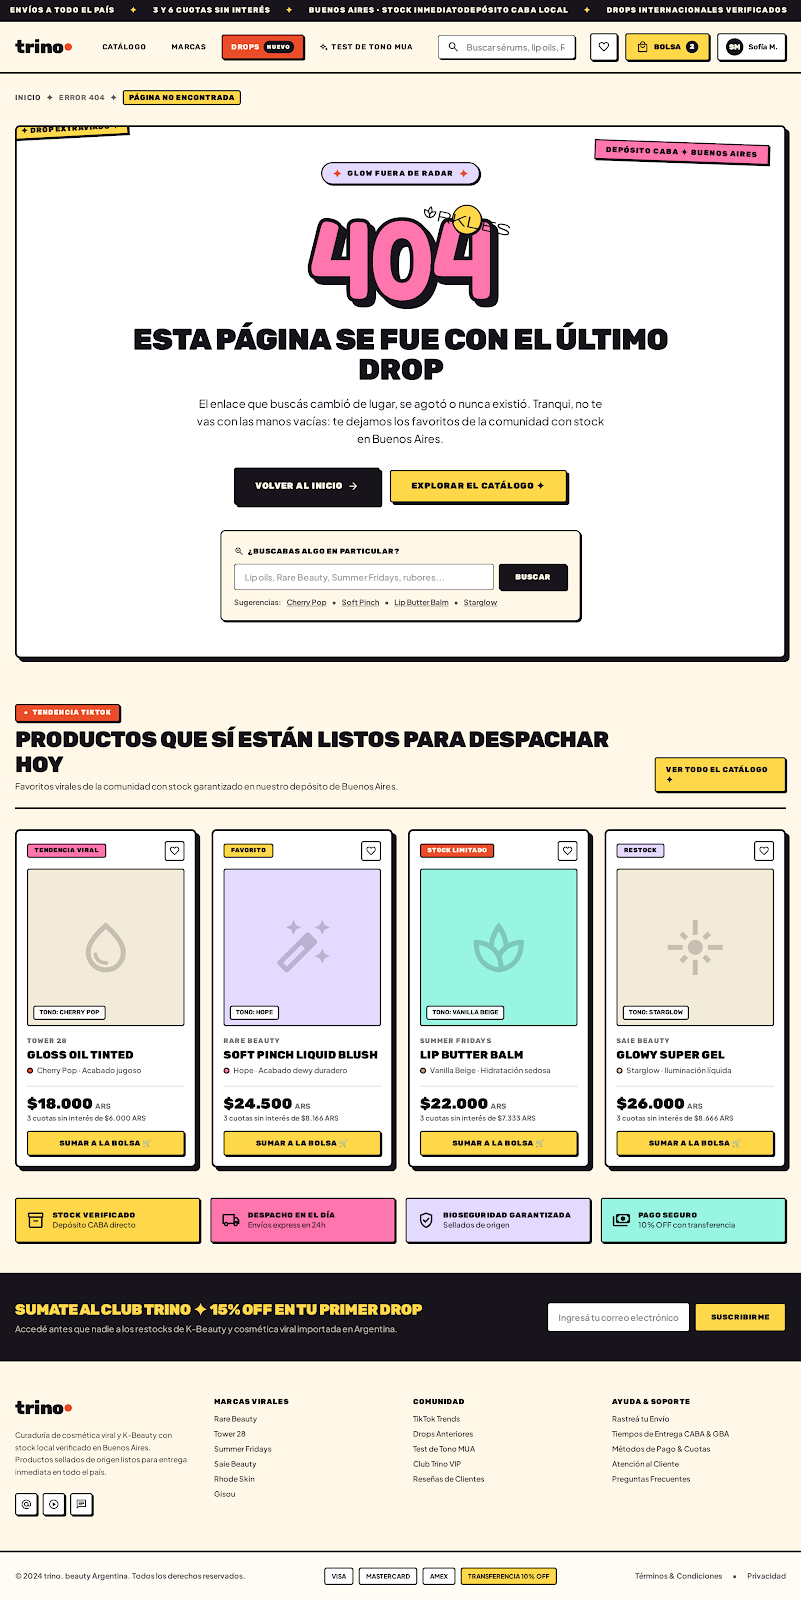 ENVÍOS A TODO EL PAÍS ✦ 3 Y 6 CUOTAS SIN INTERÉS ✦ BUENOS AIRES · STOCK INMEDIATO DEPÓSITO CABA LOCAL ✦ DROPS INTERNACIONALES VERIFICADOS
trino
CATÁLOGO
MARCAS
DROPS NUEVO
TEST DE TONO MUA
Buscar sérums, lip oils, F
BOLSA 2
SM Sofía M.
INICIO ✦ ERROR 404 ✦ PÁGINA NO ENCONTRADA
✦ DROP EXTRAVIADO ✦
DEPÓSITO CABA ✦ BUENOS AIRES
✦ GLOW FUERA DE RADAR ✦
404
ESTA PÁGINA SE FUE CON EL ÚLTIMO
DROP
El enlace que buscás cambió de lugar, se agotó o nunca existió. Tranqui, no te
vas con las manos vacías: te dejamos los favoritos de la comunidad con stock
en Buenos Aires.
VOLVER AL INICIO →
EXPLORAR EL CATÁLOGO ✦
¿BUSCABAS ALGO EN PARTICULAR?
Lip oils, Rare Beauty, Summer Fridays, rubores...
BUSCAR
Sugerencias: Cherry Pop • Soft Pinch • Lip Butter Balm • Starglow
• TENDENCIA TIKTOK
PRODUCTOS QUE SÍ ESTÁN LISTOS PARA DESPACHAR
HOY
Favoritos virales de la comunidad con stock garantizado en nuestro depósito de Buenos Aires.
VER TODO EL CATÁLOGO
✦
TENDENCIA VIRAL
TONO: CHERRY POP
TOWER 28
GLOSS OIL TINTED
Cherry Pop · Acabado jugoso
$18.000 ARS
3 cuotas sin interés de $6.000 ARS
SUMAR A LA BOLSA 🛒
FAVORITO
TONO: HOPE
RARE BEAUTY
SOFT PINCH LIQUID BLUSH
Hope · Acabado dewy duradero
$24.500 ARS
3 cuotas sin interés de $8.166 ARS
SUMAR A LA BOLSA 🛒
STOCK LIMITADO
TONO: VANILLA BEIGE
SUMMER FRIDAYS
LIP BUTTER BALM
Vanilla Beige · Hidratación sedosa
$22.000 ARS
3 cuotas sin interés de $7.333 ARS
SUMAR A LA BOLSA 🛒
RESTOCK
TONO: STARGLOW
SAIE BEAUTY
GLOWY SUPER GEL
Starglow · Iluminación líquida
$26.000 ARS
3 cuotas sin interés de $8.666 ARS
SUMAR A LA BOLSA 🛒
STOCK VERIFICADO
Depósito CABA directo
DESPACHO EN EL DÍA
Envíos express en 24h
BIOSEGURIDAD GARANTIZADA
Sellados de origen
PAGO SEGURO
10% OFF con transferencia
SUMATE AL CLUB TRINO ✦ 15% OFF EN TU PRIMER DROP
Accedé antes que nadie a los restocks de K-Beauty y cosmética viral importada en Argentina.
Ingresá tu correo electrónico
SUSCRIBIRME
trino
Curaduría de cosmética viral y K-Beauty con
stock local verificado en Buenos Aires.
Productos sellados de origen listos para entrega
inmediata en todo el país.
MARCAS VIRALES
Rare Beauty
Tower 28
Summer Fridays
Saie Beauty
Rhode Skin
Gisou
COMUNIDAD
TikTok Trends
Drops Anteriores
Test de Tono MUA
Club Trino VIP
Reseñas de Clientes
AYUDA & SOPORTE
Rastreá tu Envío
Tiempos de Entrega CABA & GBA
Métodos de Pago & Cuotas
Atención al Cliente
Preguntas Frecuentes
© 2024 trino. beauty Argentina. Todos los derechos reservados.
VISA
MASTERCARD
AMEX
TRANSFERENCIA 10% OFF
Términos & Condiciones • Privacidad